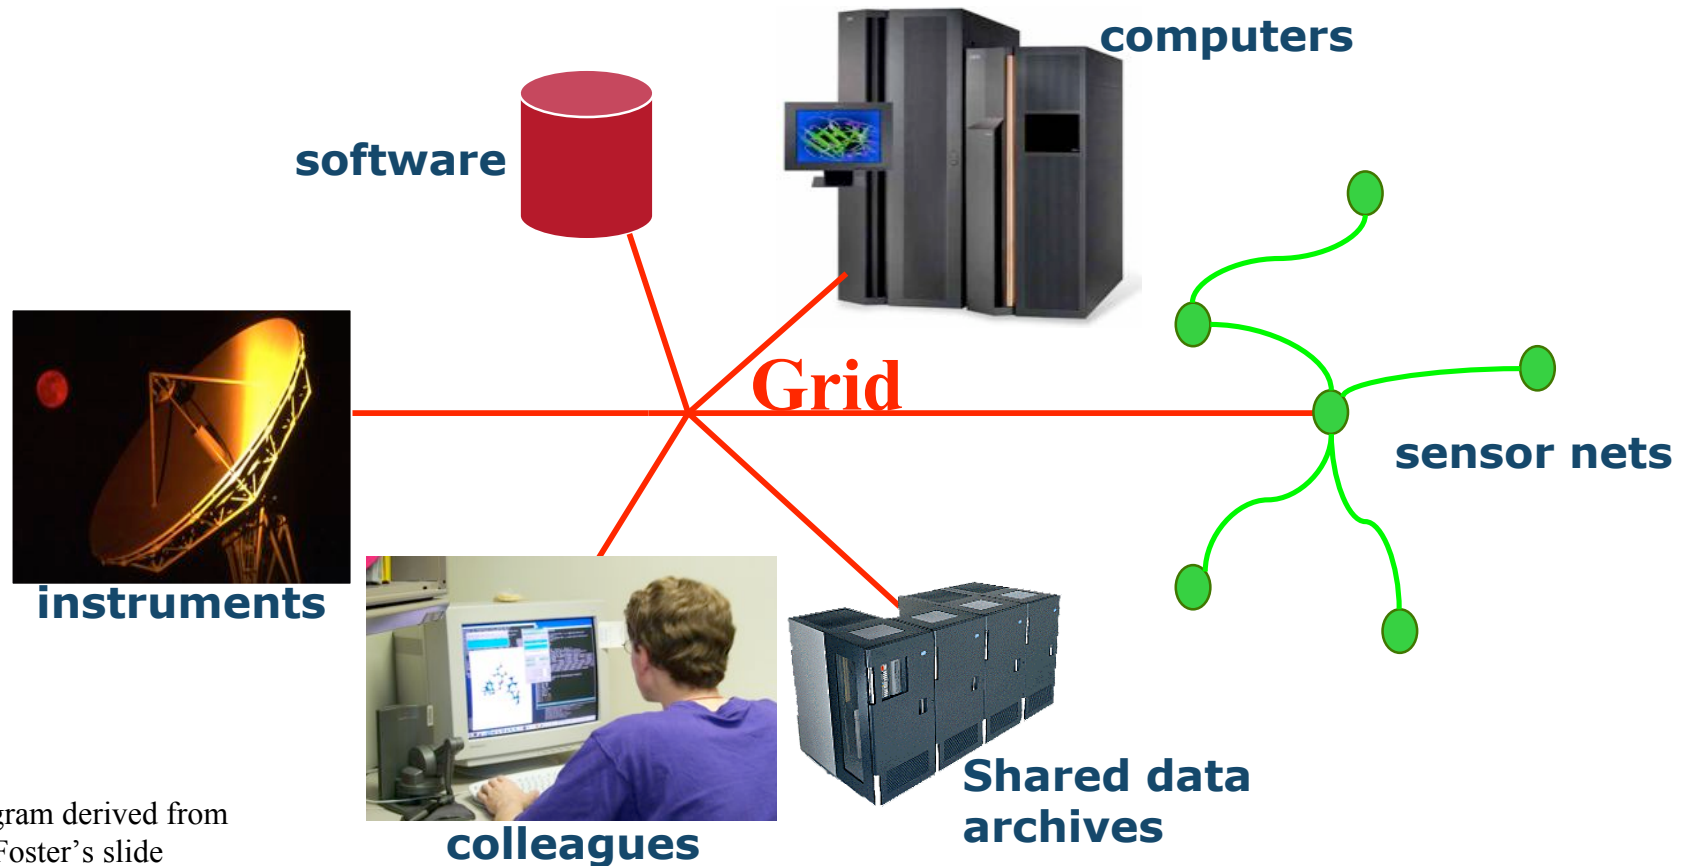 computers
software
Grid
sensor nets
instruments
Shared data
archives
gram derived from
Foster’s slide
colleagues